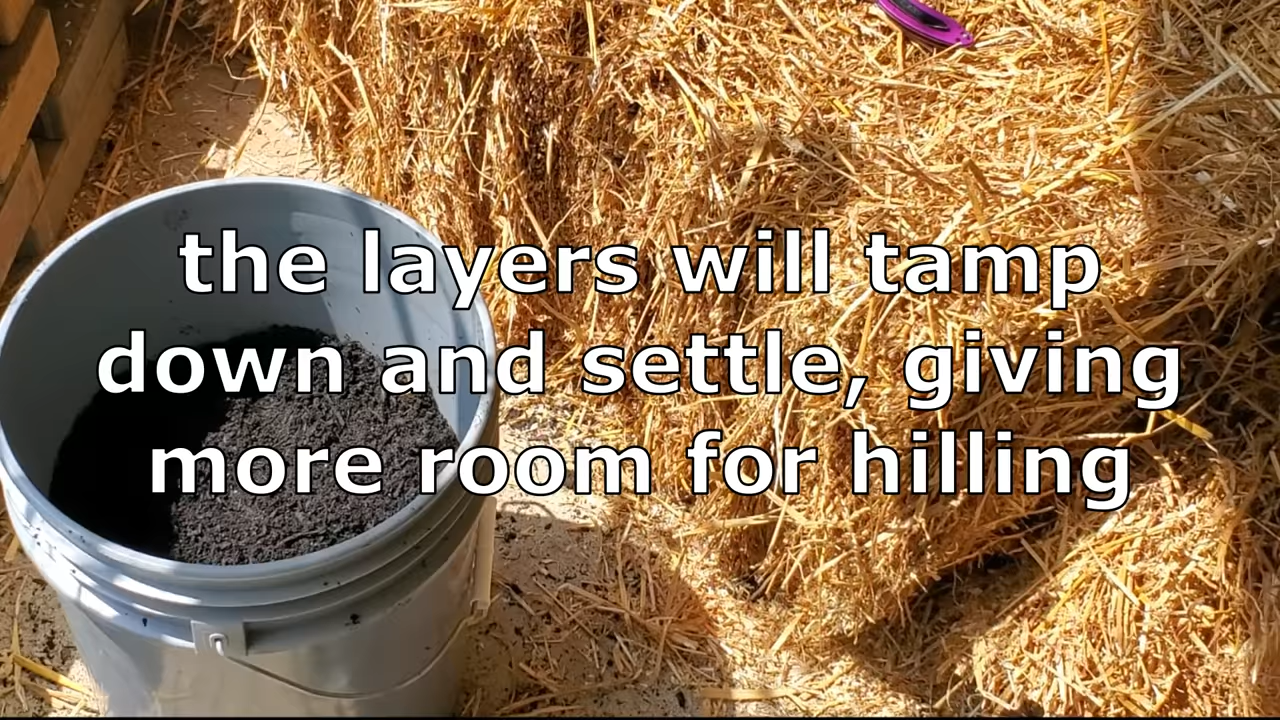 the layers will tamp
down and settle, giving
more room for hilling